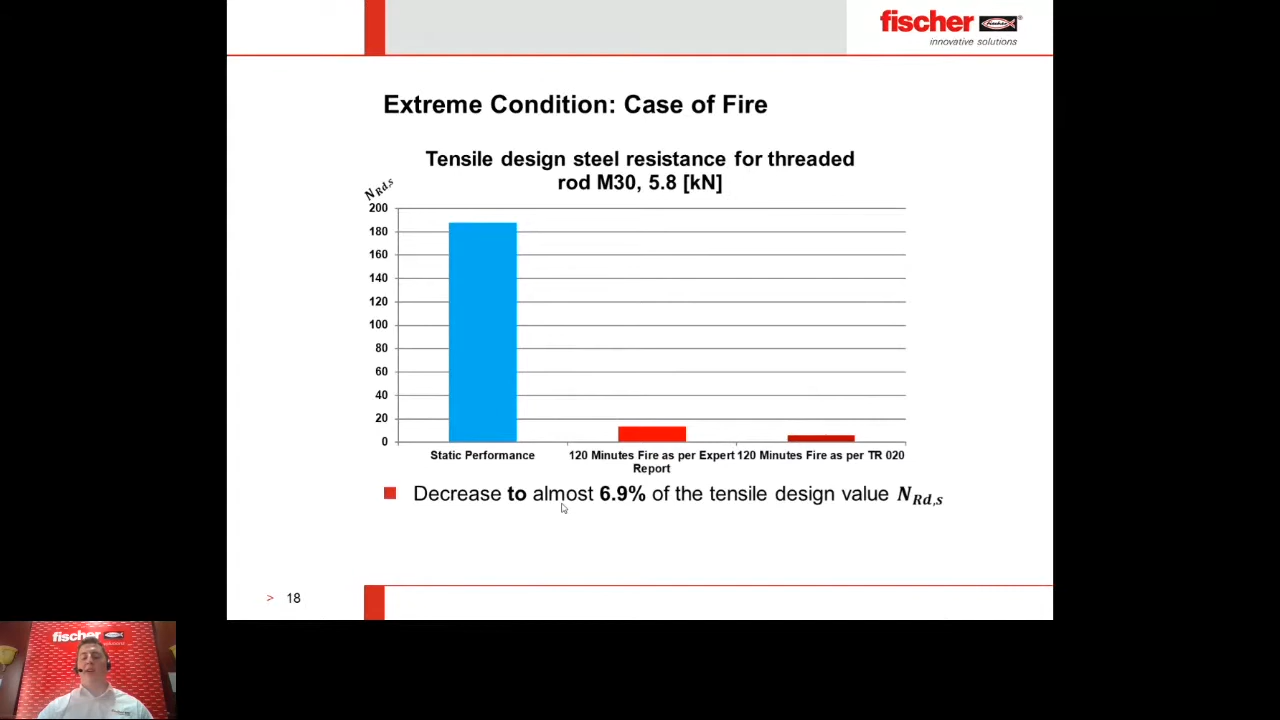 fischer
innovative solutions
Extreme Condition: Case of Fire
Tensile design steel resistance for threaded
rod M30, 5.8 [kN]
N_Rd,s
200
180
160
140
120
100
80
60
40
20
0
Static Performance
120 Minutes Fire as per Expert
Report
120 Minutes Fire as per TR 020
Decrease to almost 6.9% of the tensile design value N_Rd,s
> 18
fischer